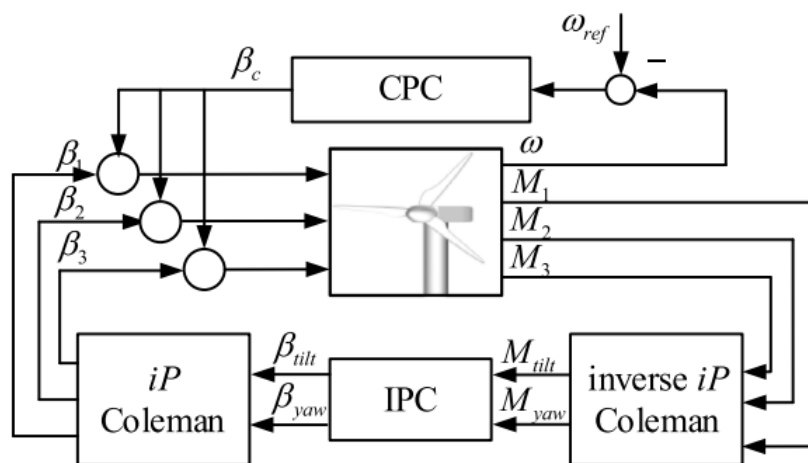 ω_ref
β_c
CPC
−
ω
β_1
M_1
β_2
M_2
β_3
M_3
iP
Coleman
β_tilt
β_yaw
IPC
M_tilt
M_yaw
inverse iP
Coleman